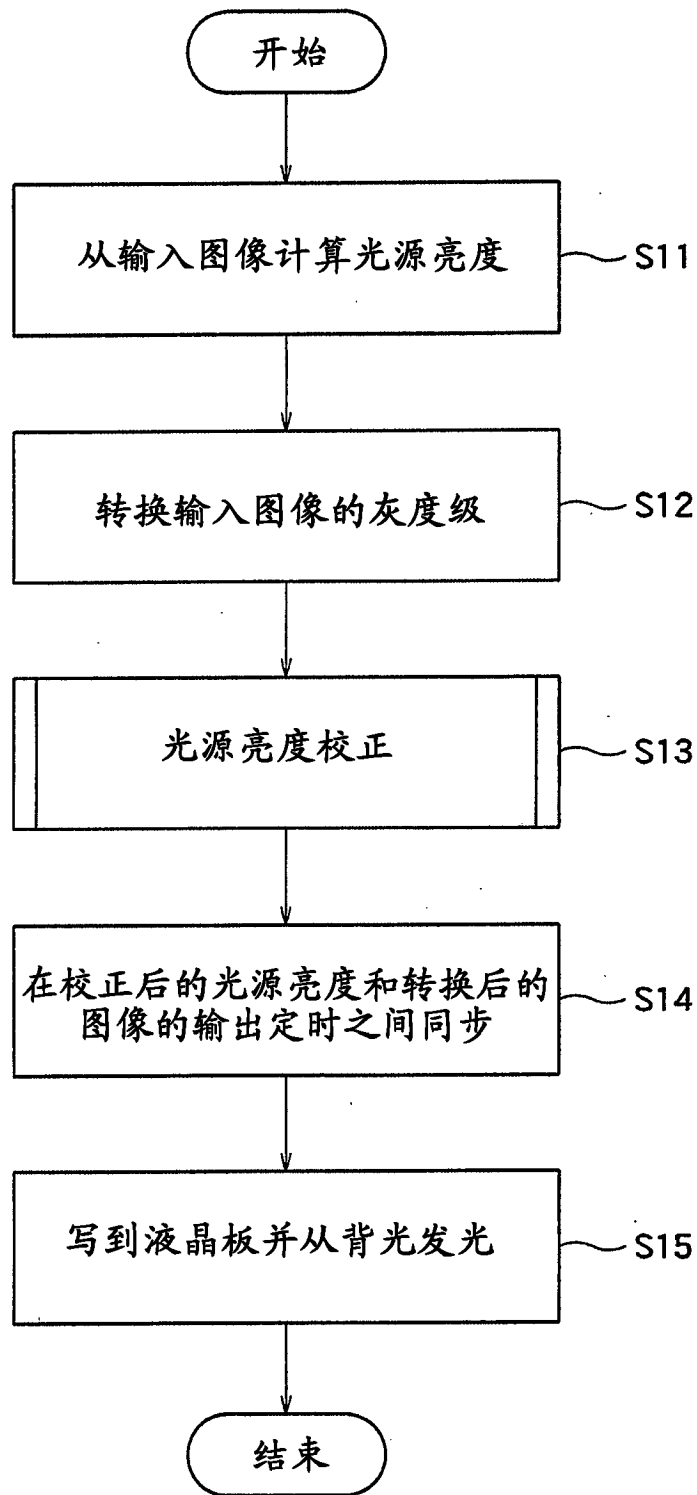 开始
从输入图像计算光源亮度
S11
转换输入图像的灰度级
S12
光源亮度校正
S13
在校正后的光源亮度和转换后的
图像的输出定时之间同步
S14
写到液晶板并从背光发光
S15
结束